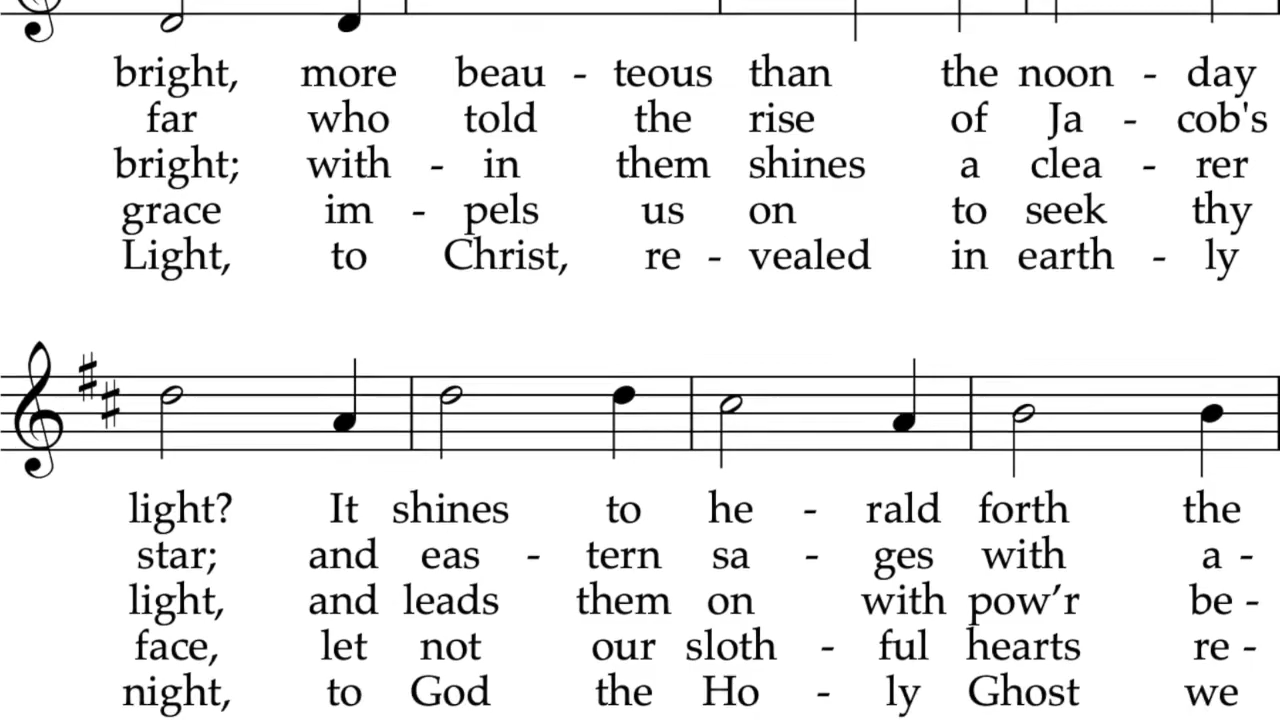 bright, more beau - teous than the noon - day
far who told the rise of Ja - cob's
bright; with - in them shines a clea - rer
grace im - pels us on to seek thy
Light, to Christ, re - vealed in earth - ly
light? It shines to he - rald forth the
star; and eas - tern sa - ges with a -
light, and leads them on with pow’r be -
face, let not our sloth - ful hearts re -
night, to God the Ho - ly Ghost we